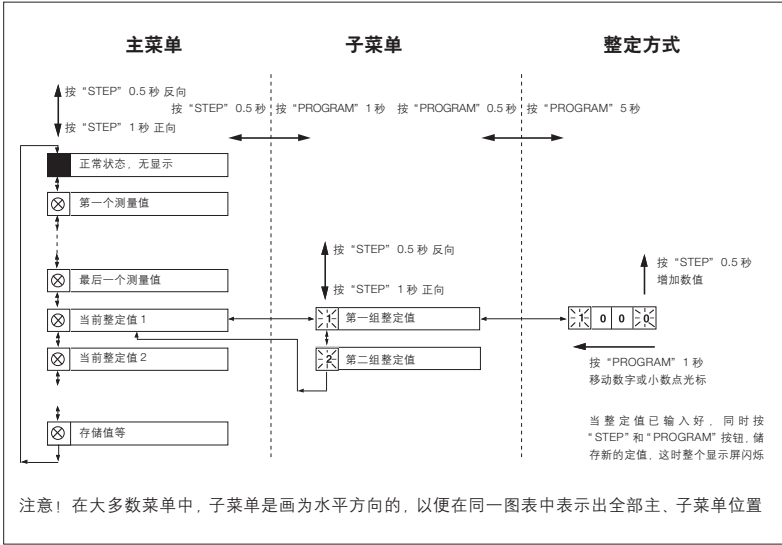 主菜单
子菜单
整定方式
按“STEP”0.5 秒 反向
按“STEP”0.5 秒
按“PROGRAM”1 秒
按“PROGRAM”0.5 秒
按“PROGRAM”5 秒
按“STEP”1 秒 正向
正常状态，无显示
第一个测量值
最后一个测量值
当前整定值 1
当前整定值 2
存储值等
按“STEP”0.5 秒 反向
按“STEP”1 秒 正向
1 第一组整定值
2 第二组整定值
按“STEP”0.5 秒
增加数值
1 0 0 0
按“PROGRAM”1 秒
移动数字或小数点光标
当整定值已输入好，同时按
“STEP”和“PROGRAM”按钮，储
存新的定值，这时整个显示屏闪烁
注意！在大多数菜单中，子菜单是画为水平方向的，以便在同一图表中表示出全部主、子菜单位置